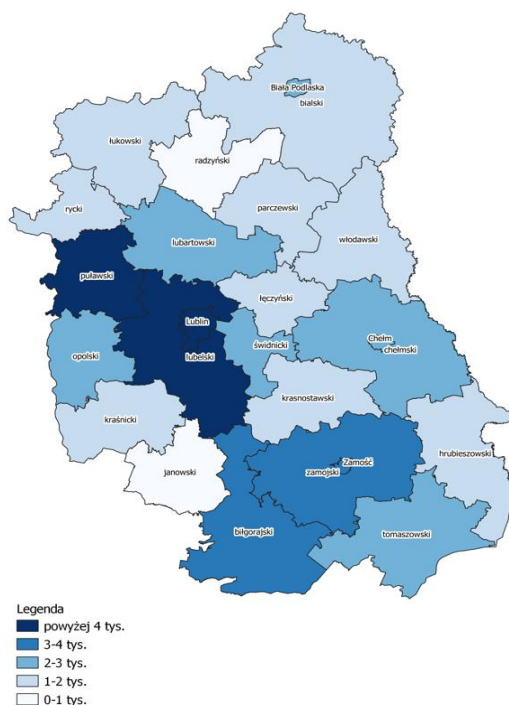 Biała Podlaska
bialski
łukowski
radzyński
parczewski
rycki
włodawski
lubartowski
puławski
łęczyński
Lublin
Chełm
świdnicki
chełmski
opolski
lubelski
krasnostawski
kraśnicki
hrubieszowski
Zamość
janowski
zamojski
biłgorajski
tomaszowski
Legenda
powyżej 4 tys.
3-4 tys.
2-3 tys.
1-2 tys.
0-1 tys.